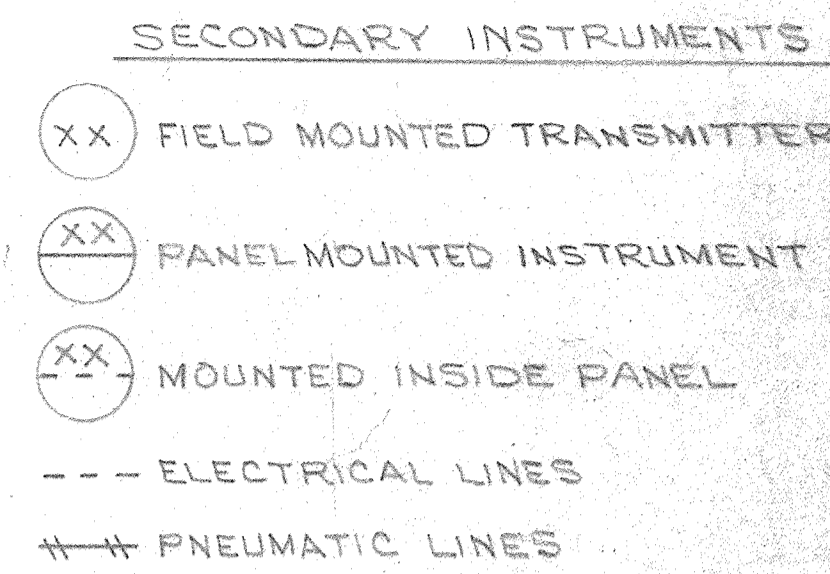 SECONDARY INSTRUMENTS
XX FIELD MOUNTED TRANSMITTER
XX PANEL MOUNTED INSTRUMENT
XX MOUNTED INSIDE PANEL
ELECTRICAL LINES
PNEUMATIC LINES